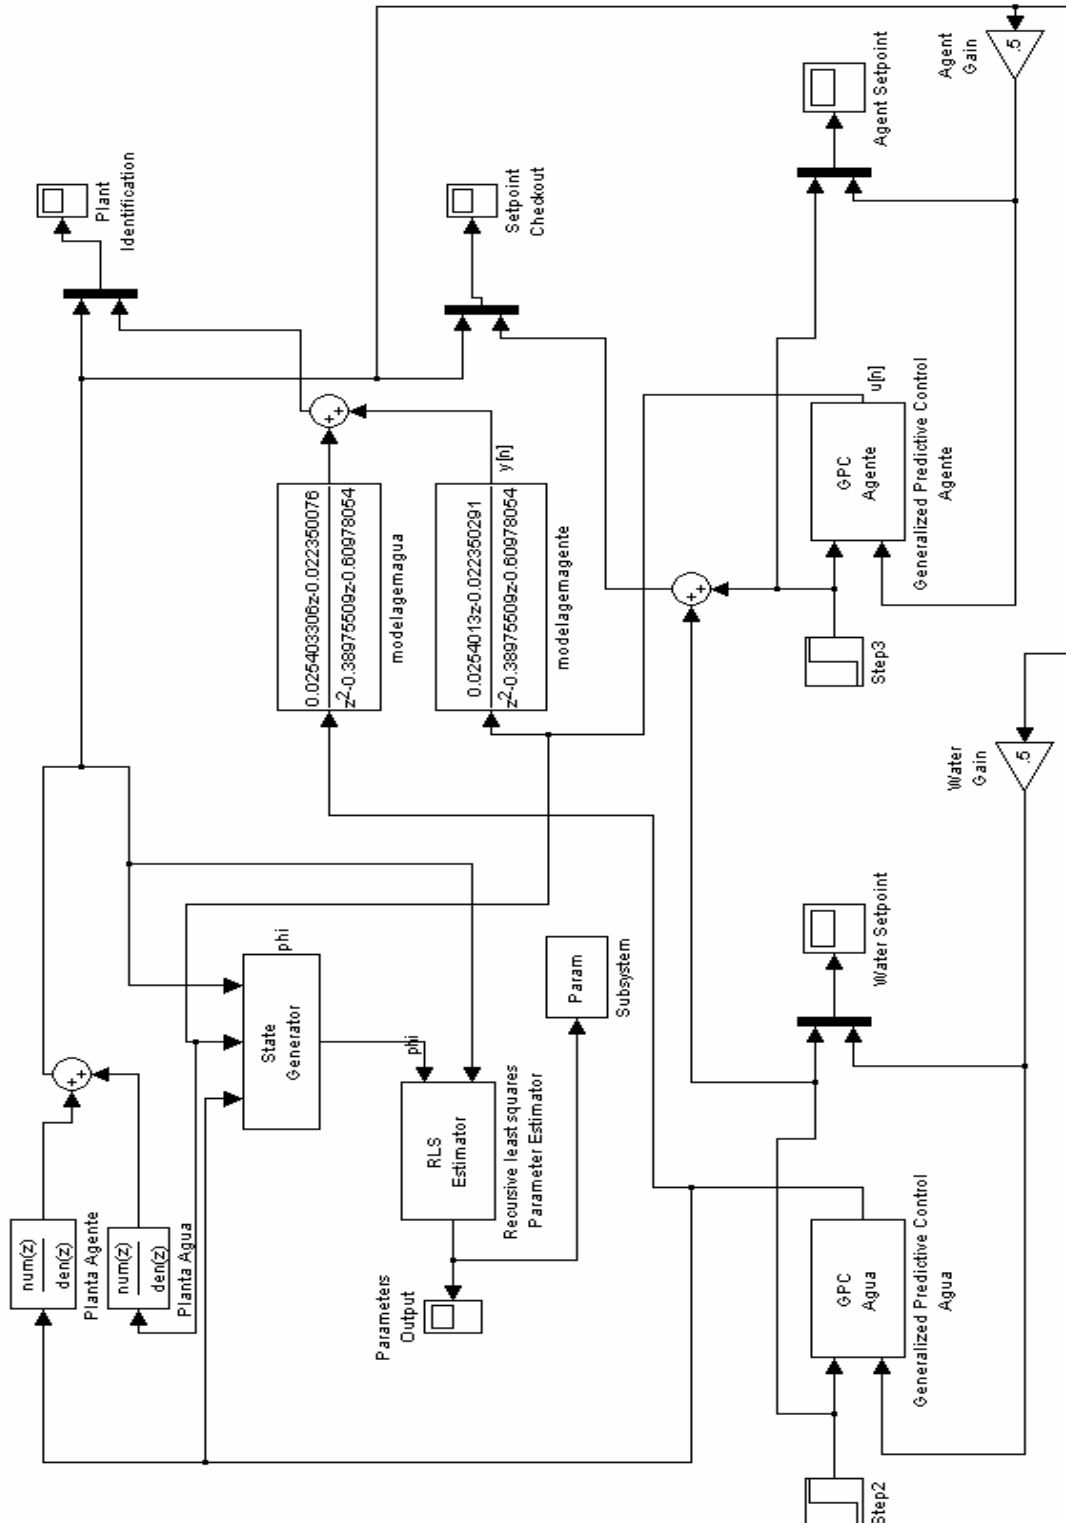 num(z)
den(z)
Planta Agente
num(z)
den(z)
Planta Agua
+
+
State
Generator
phi
phi
RLS
Estimator
Recursive least squares
Parameter Estimator
Parameters
Output
Param
Subsystem
Plant
Identification
+
+
0.025403306z-0.022350076
z2-0.38975509z-0.60978054
modelagemagua
0.0254013z-0.022350291
z2-0.38975509z-0.60978054
modelagemagente
y[n]
Setpoint
Checkout
+
+
Step2
GPC
Agua
Generalized Predictive Control
Agua
Water Setpoint
Water
Gain
.5
Step3
GPC
Agente
Generalized Predictive Control
Agente
u[n]
Agent Setpoint
Agent
Gain
.5